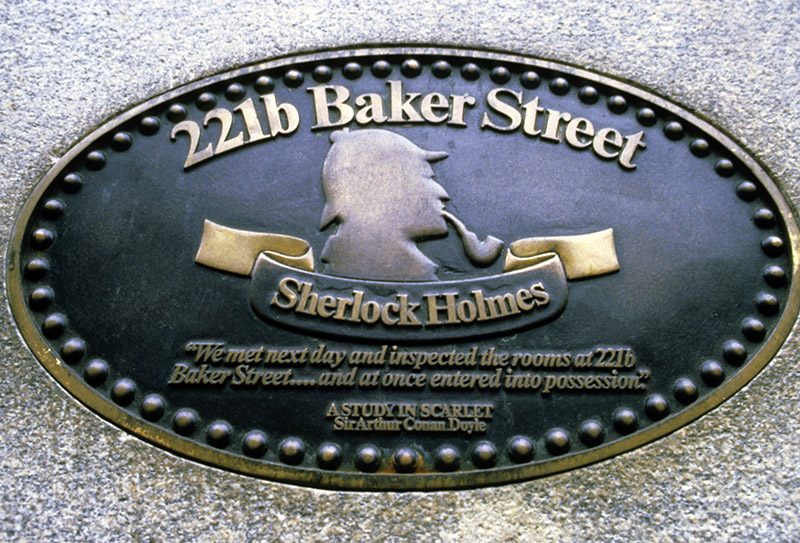 221b Baker Street
Sherlock Holmes
"We met next day and inspected the rooms at 221b
Baker Street.... and at once entered into possession."
A STUDY IN SCARLET
Sir Arthur Conan Doyle